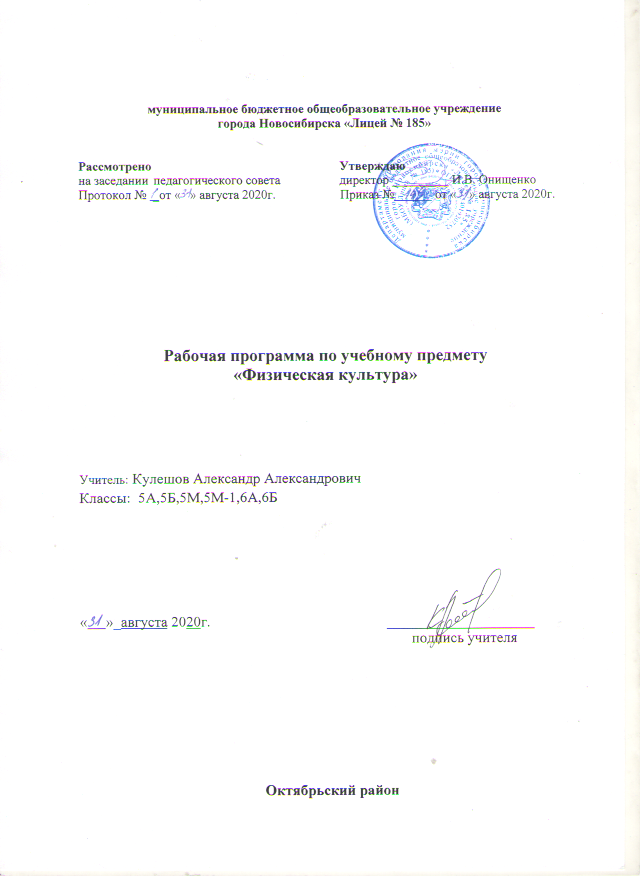 муниципальное бюджетное общеобразовательное учреждение
города Новосибирска «Лицей № 185»
Рассмотрено
на заседании педагогического совета
Протокол № 1 от «31» августа 2020г.
Утверждаю
директор И.В. Онищенко
Приказ № от «31» августа 2020г.
Рабочая программа по учебному предмету
«Физическая культура»
Учитель: Кулешов Александр Александрович
Классы: 5А,5Б,5М,5М-1,6А,6Б
«31»_августа 2020г.
подпись учителя
Октябрьский район